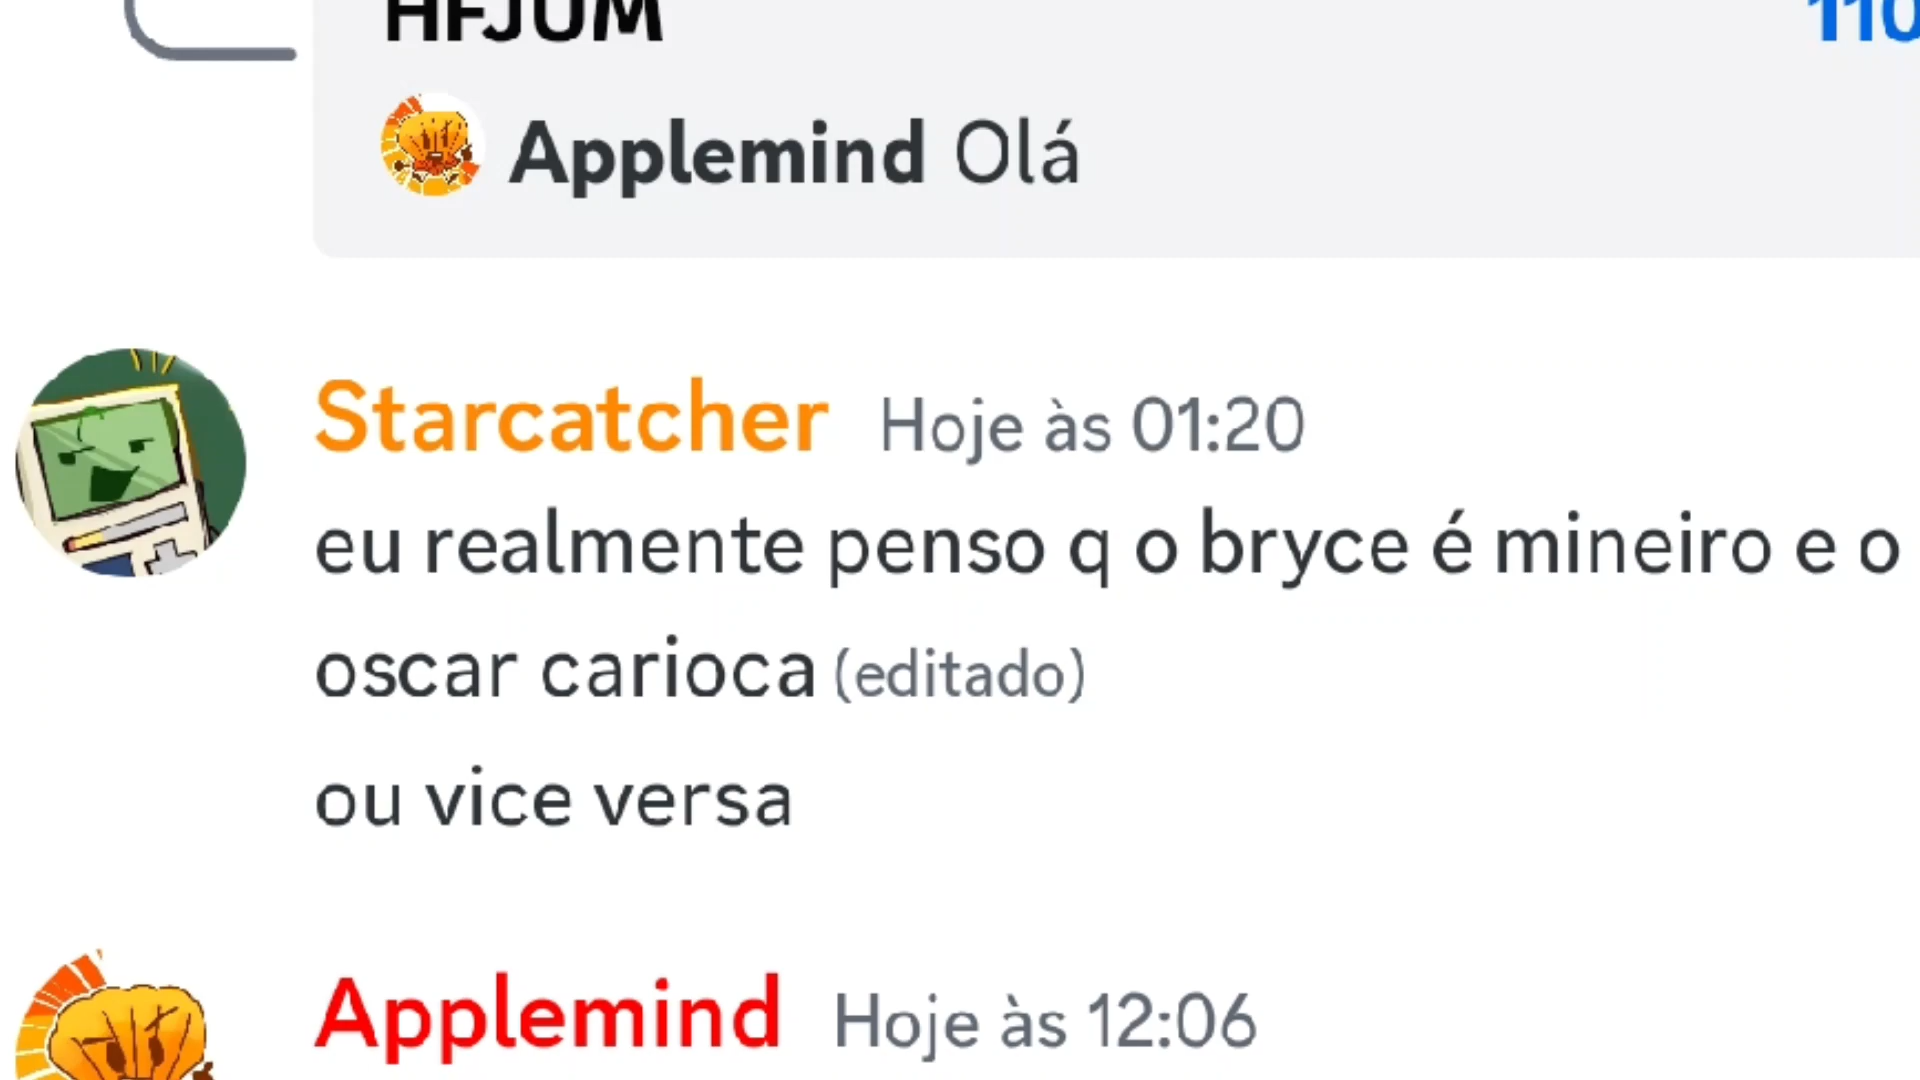 HFJUM 110
Applemind Olá
Starcatcher Hoje às 01:20
eu realmente penso q o bryce é mineiro e o
oscar carioca (editado)
ou vice versa
Applemind Hoje às 12:06